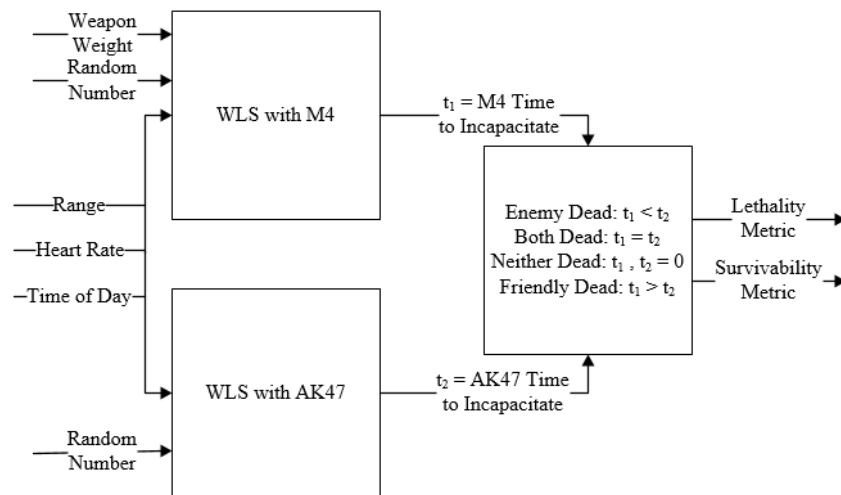 Weapon
Weight
Random
Number
WLS with M4
t₁ = M4 Time
to Incapacitate
Range
Heart Rate
Time of Day
WLS with AK47
t₂ = AK47 Time
to Incapacitate
Random
Number
Enemy Dead: t₁ < t₂
Both Dead: t₁ = t₂
Neither Dead: t₁ , t₂ = 0
Friendly Dead: t₁ > t₂
Lethality
Metric
Survivability
Metric